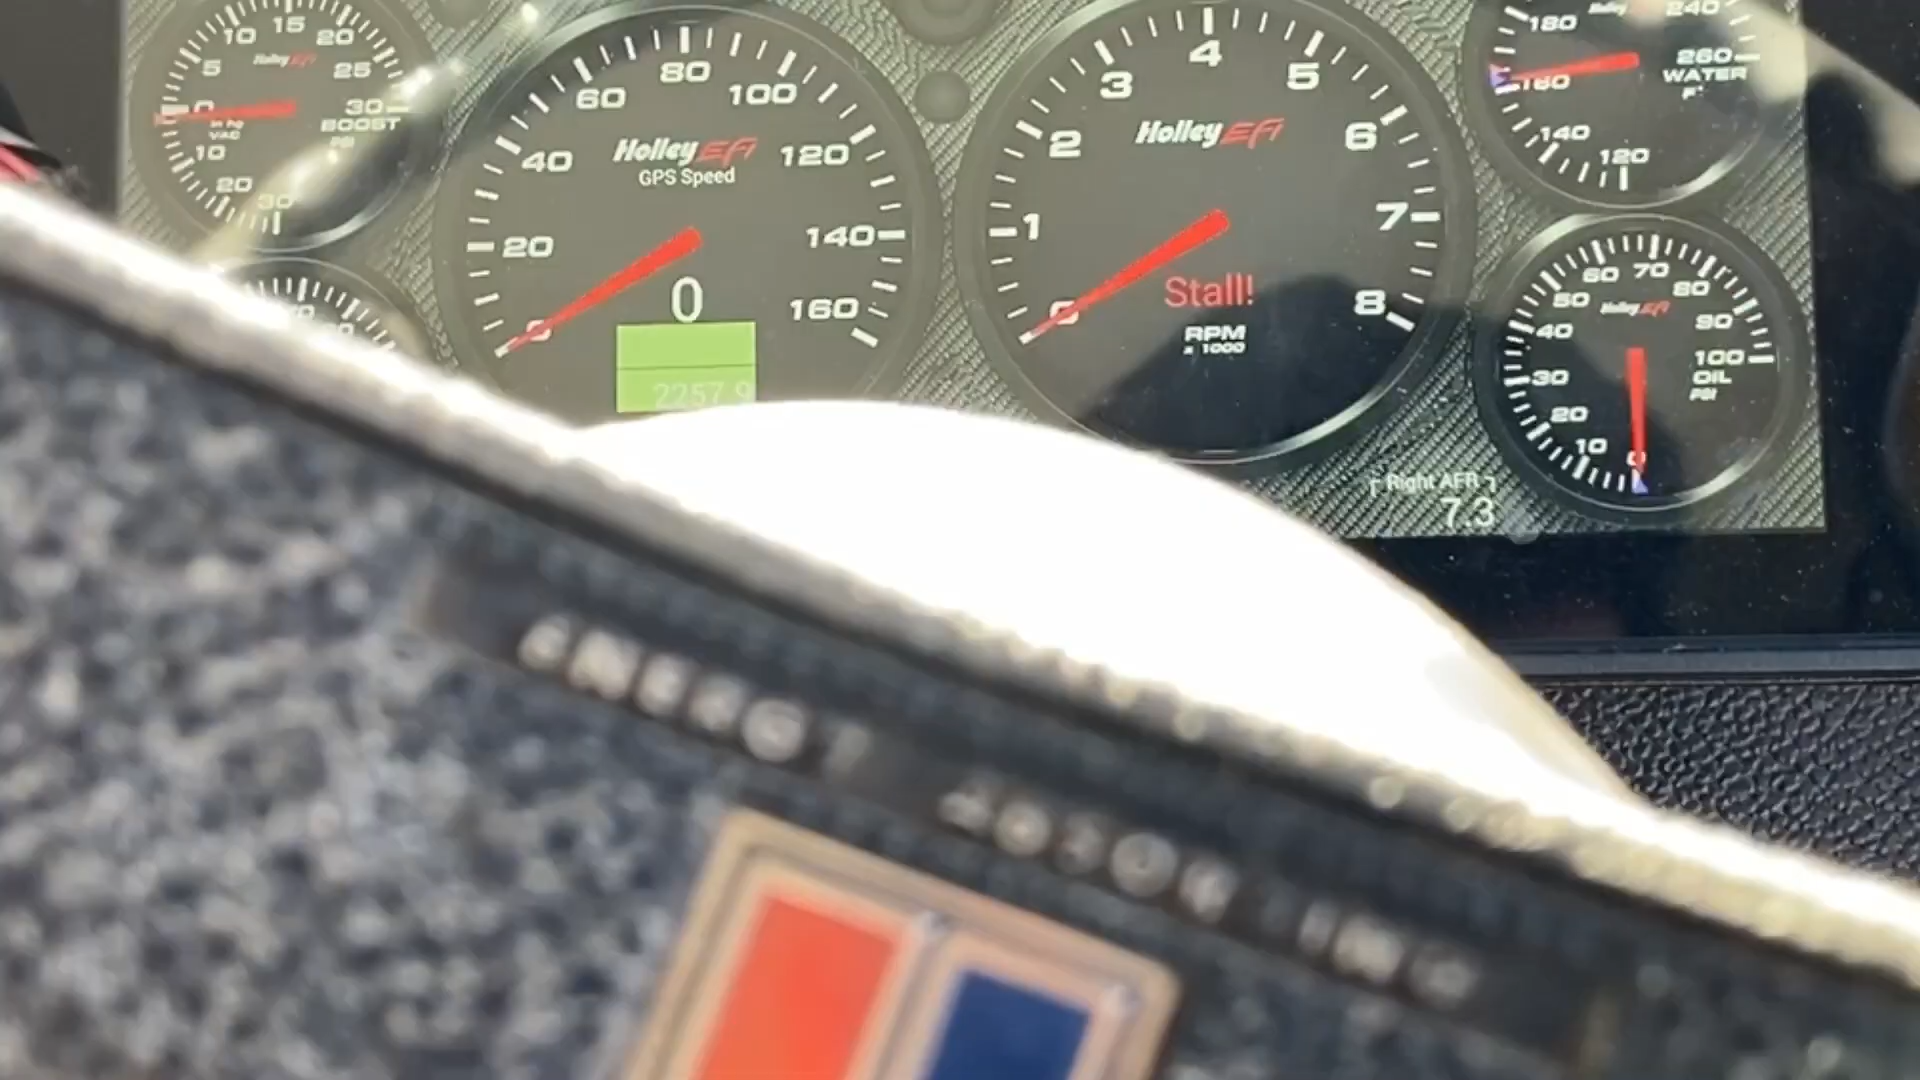 10 15 20
5 25
0 30
in hg
VAC
BOOST
PSI
10
20
30
Holley EFI
20 40 60 80 100 120 140 160
Holley EFI
GPS Speed
0
0
2257.9
0 1 2 3 4 5 6 7 8
Holley EFI
Stall!
RPM
x 1000
Holley
180 240
260
WATER
F°
160
140
120
60 70 80
50 90
40 100
30
20
10
0
Holley EFI
OIL
PSI
Right AFR
7.3